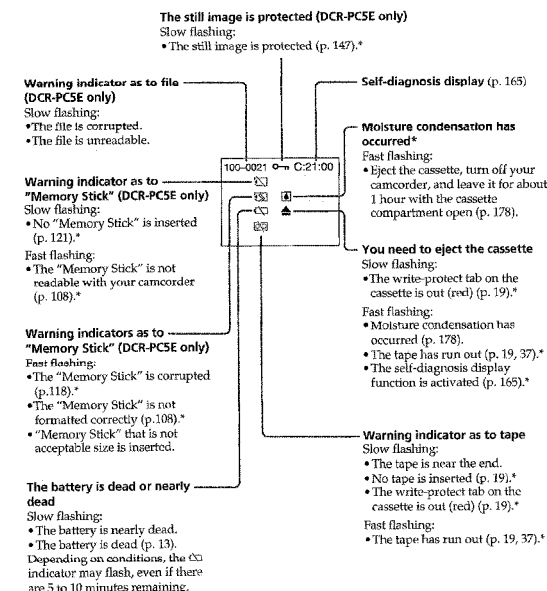 The still image is protected (DCR-PC5E only)
Slow flashing:
• The still image is protected (p. 147).*
Warning indicator as to file
(DCR-PC5E only)
Slow flashing:
•The file is corrupted.
•The file is unreadable.
Warning indicator as to
"Memory Stick" (DCR-PC5E only)
Slow flashing:
• No "Memory Stick" is inserted
(p. 121).*
Fast flashing:
• The "Memory Stick" is not
readable with your camcorder
(p. 108).*
Warning indicators as to
"Memory Stick" (DCR-PC5E only)
Fast flashing:
•The "Memory Stick" is corrupted
(p.118).*
•The "Memory Stick" is not
formatted correctly (p.108).*
• "Memory Stick" that is not
acceptable size is inserted.
The battery is dead or nearly
dead
Slow flashing:
• The battery is nearly dead.
• The battery is dead (p. 13).
Depending on conditions, the
indicator may flash, even if there
are 5 to 10 minutes remaining.
100–0021 C:21:00
Self-diagnosis display (p. 165)
Moisture condensation has
occurred*
Fast flashing:
• Eject the cassette, turn off your
camcorder, and leave it for about
1 hour with the cassette
compartment open (p. 178).
You need to eject the cassette
Slow flashing:
•The write-protect tab on the
cassette is out (red) (p. 19).*
Fast flashing:
• Moisture condensation has
occurred (p. 178).
• The tape has run out (p. 19, 37).*
• The self-diagnosis display
function is activated (p. 165).*
Warning indicator as to tape
Slow flashing:
• The tape is near the end.
• No tape is inserted (p. 19).*
• The write-protect tab on the
cassette is out (red) (p. 19).*
Fast flashing:
• The tape has run out (p. 19, 37).*